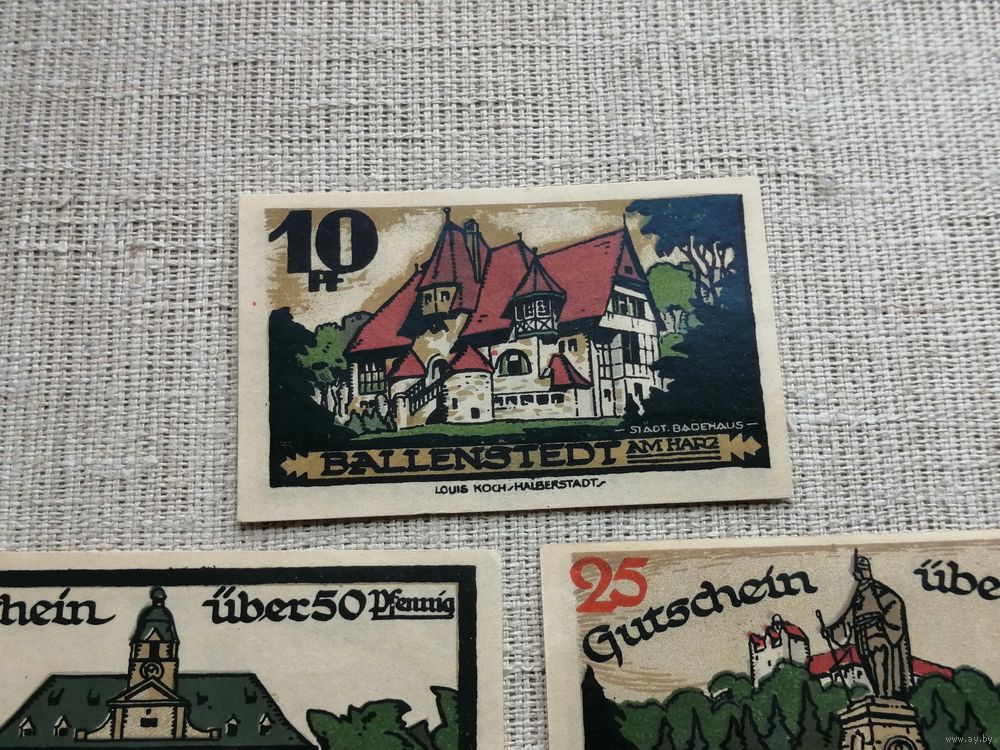 10
PF
STÄDT. BADEHAUS
BALLENSTEDT AM HARZ
LOUIS KOCH, HALBERSTADT
über 50 Pfennig
25
Gutschein
www.ay.by